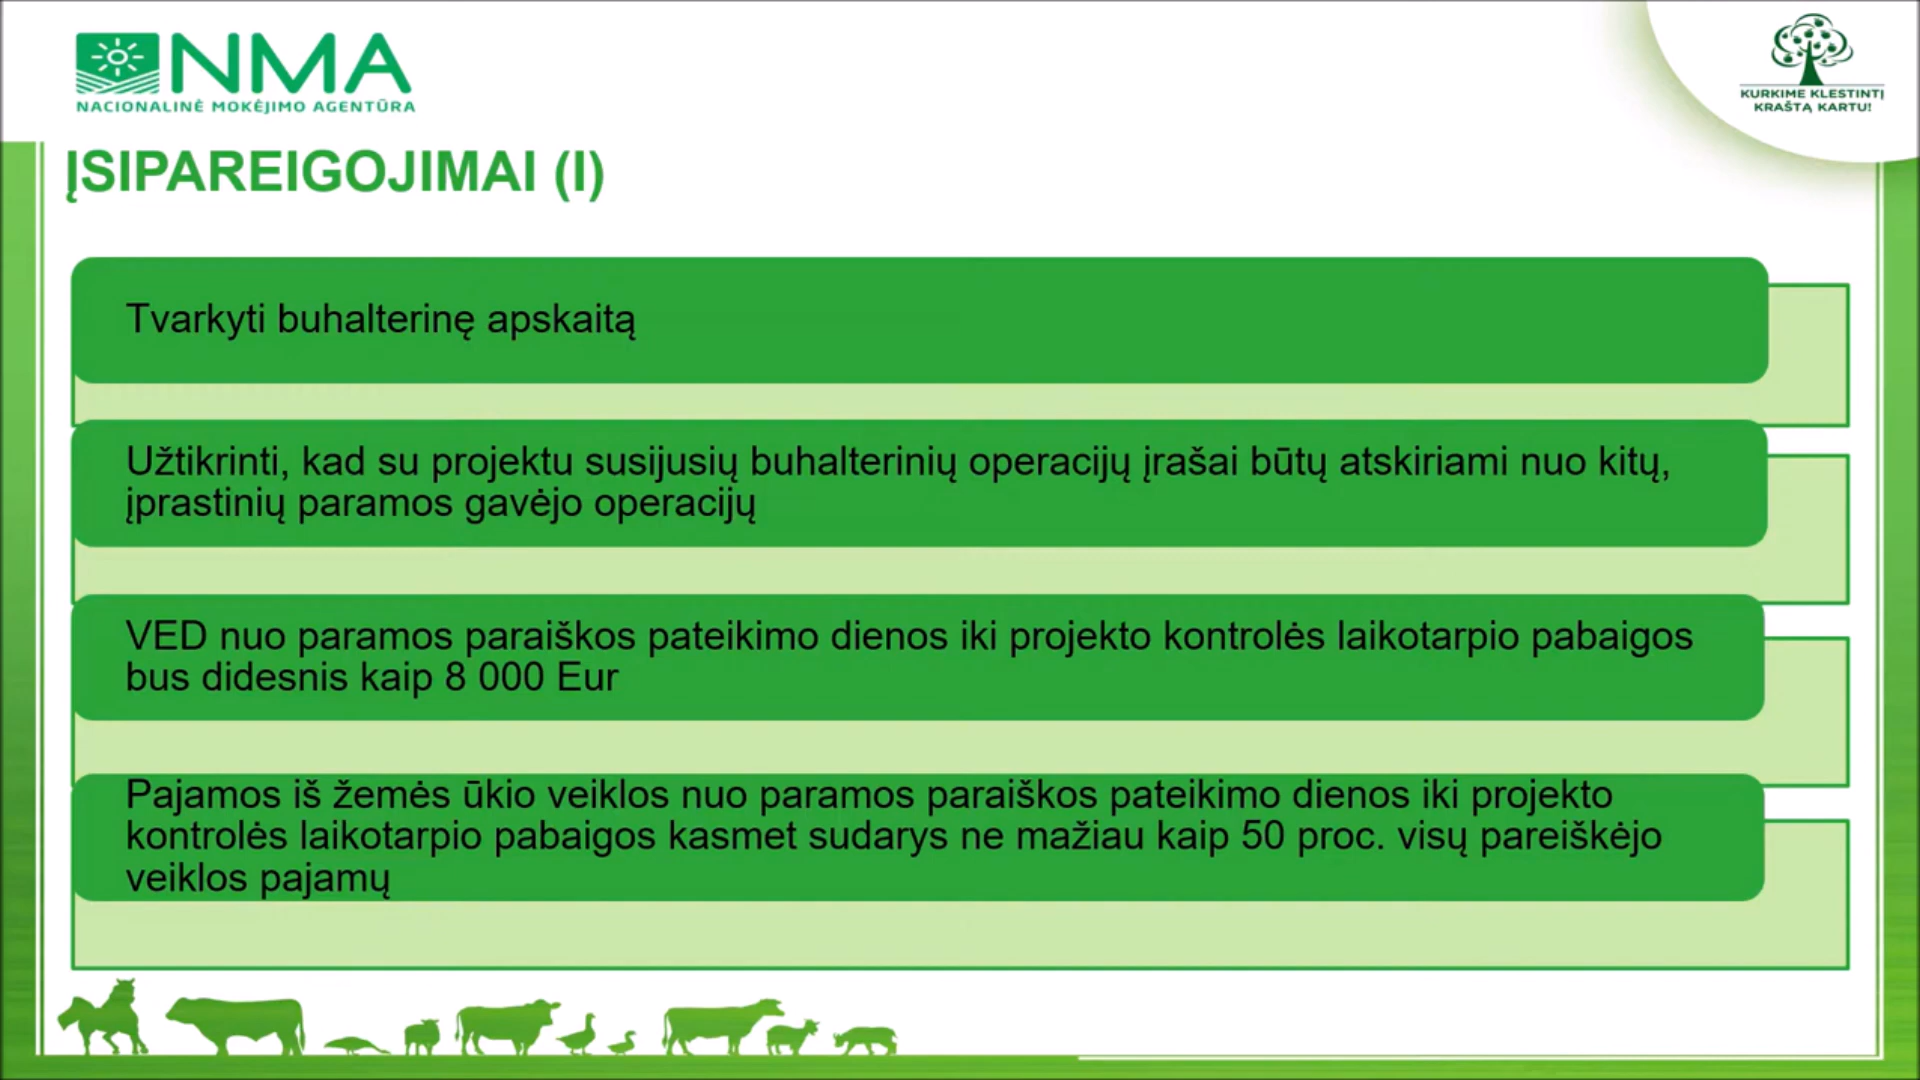 NMA
NACIONALINĖ MOKĖJIMO AGENTŪRA
KURKIME KLESTINTĮ
KRAŠTĄ KARTU!
ĮSIPAREIGOJIMAI (I)
Tvarkyti buhalterinę apskaitą
Užtikrinti, kad su projektu susijusių buhalterinių operacijų įrašai būtų atskiriami nuo kitų,
įprastinių paramos gavėjo operacijų
VED nuo paramos paraiškos pateikimo dienos iki projekto kontrolės laikotarpio pabaigos
bus didesnis kaip 8 000 Eur
Pajamos iš žemės ūkio veiklos nuo paramos paraiškos pateikimo dienos iki projekto
kontrolės laikotarpio pabaigos kasmet sudarys ne mažiau kaip 50 proc. visų pareiškėjo
veiklos pajamų